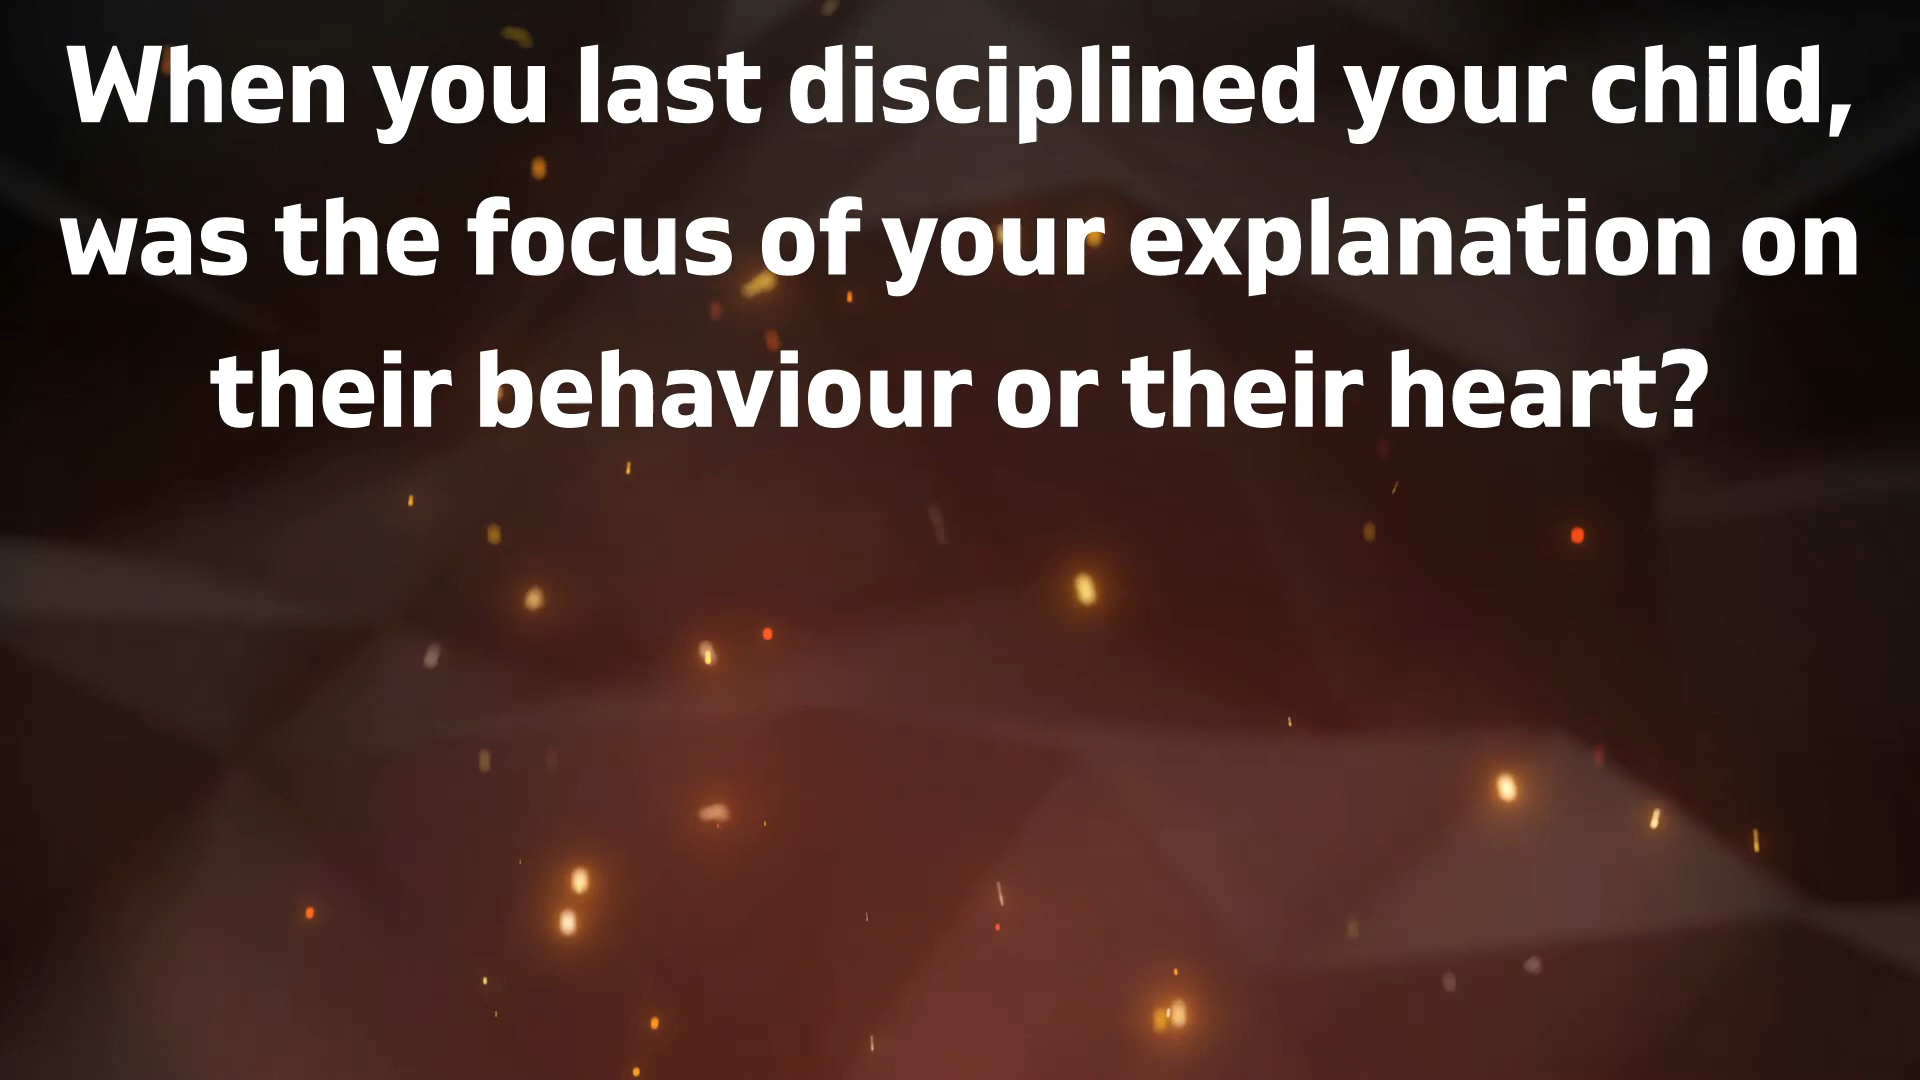 When you last disciplined your child,
was the focus of your explanation on
their behaviour or their heart?